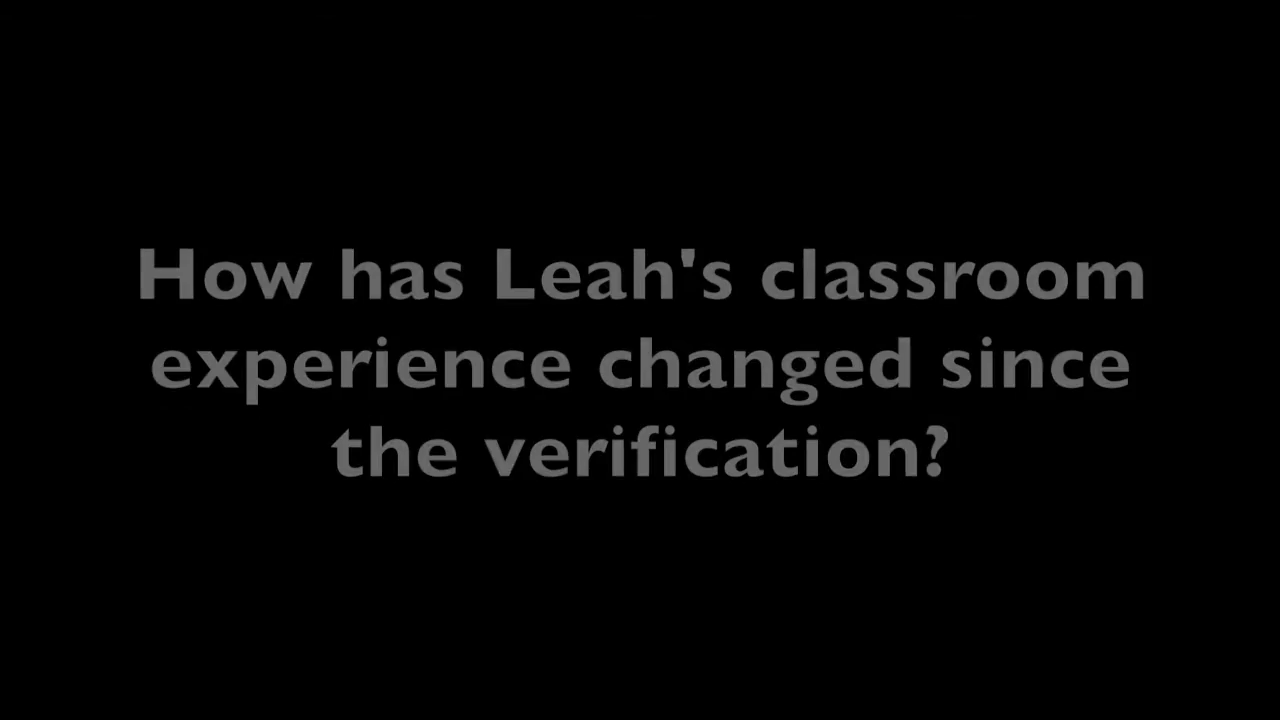 How has Leah's classroom
experience changed since
the verification?